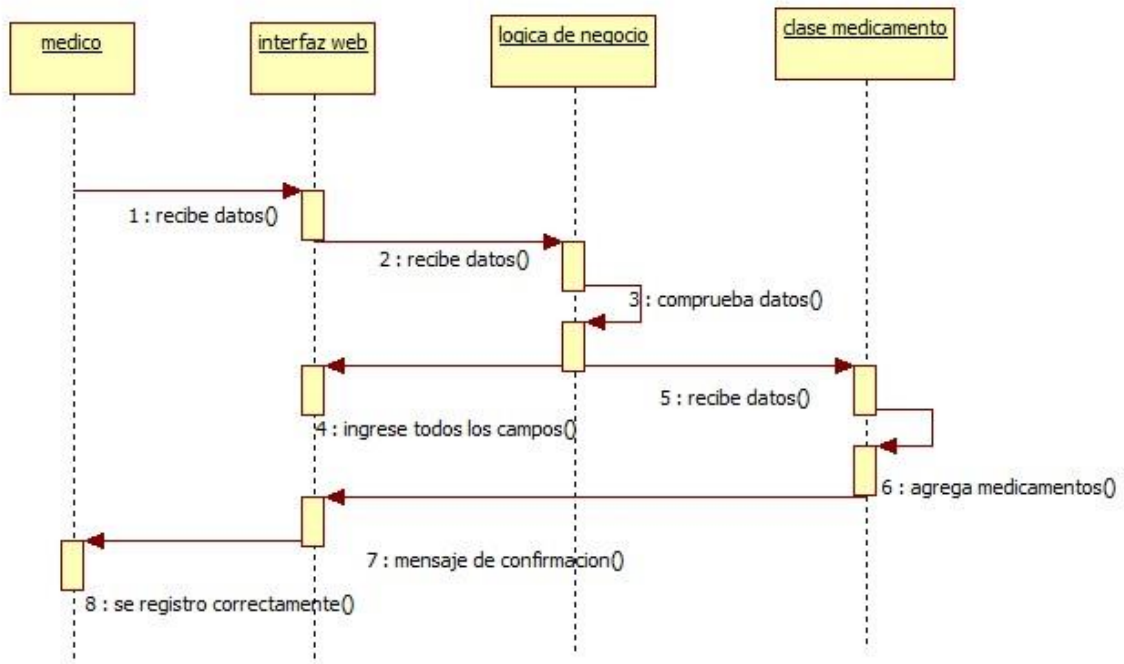 medico
interfaz web
logica de negocio
clase medicamento
1 : recibe datos()
2 : recibe datos()
3 : comprueba datos()
4 : ingrese todos los campos()
5 : recibe datos()
6 : agrega medicamentos()
7 : mensaje de confirmacion()
8 : se registro correctamente()